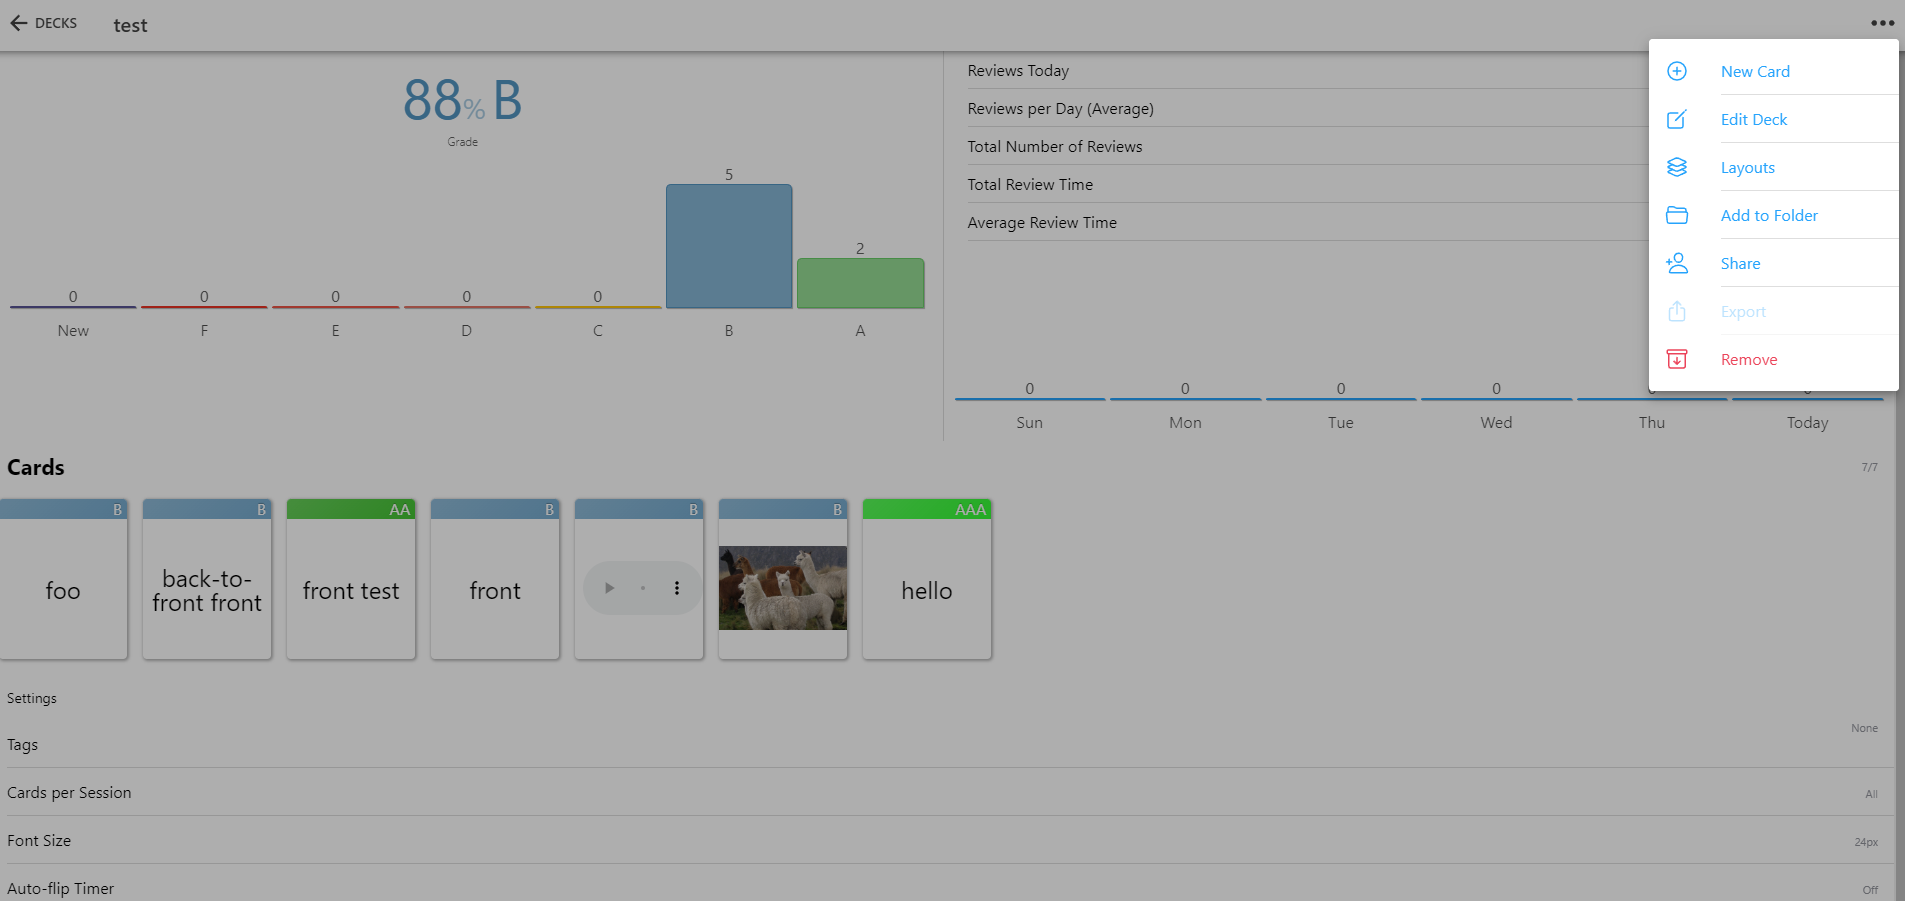 DECKS
test
88% B
Grade
0
0
0
0
0
5
2
New
F
E
D
C
B
A
Reviews Today
Reviews per Day (Average)
Total Number of Reviews
Total Review Time
Average Review Time
0
0
0
0
Sun
Mon
Tue
Wed
Thu
Today
New Card
Edit Deck
Layouts
Add to Folder
Share
Export
Remove
Cards
7/7
B
foo
B
back-to-
front front
AA
front test
B
front
B
B
AAA
hello
Settings
Tags
None
Cards per Session
All
Font Size
24px
Auto-flip Timer
Off